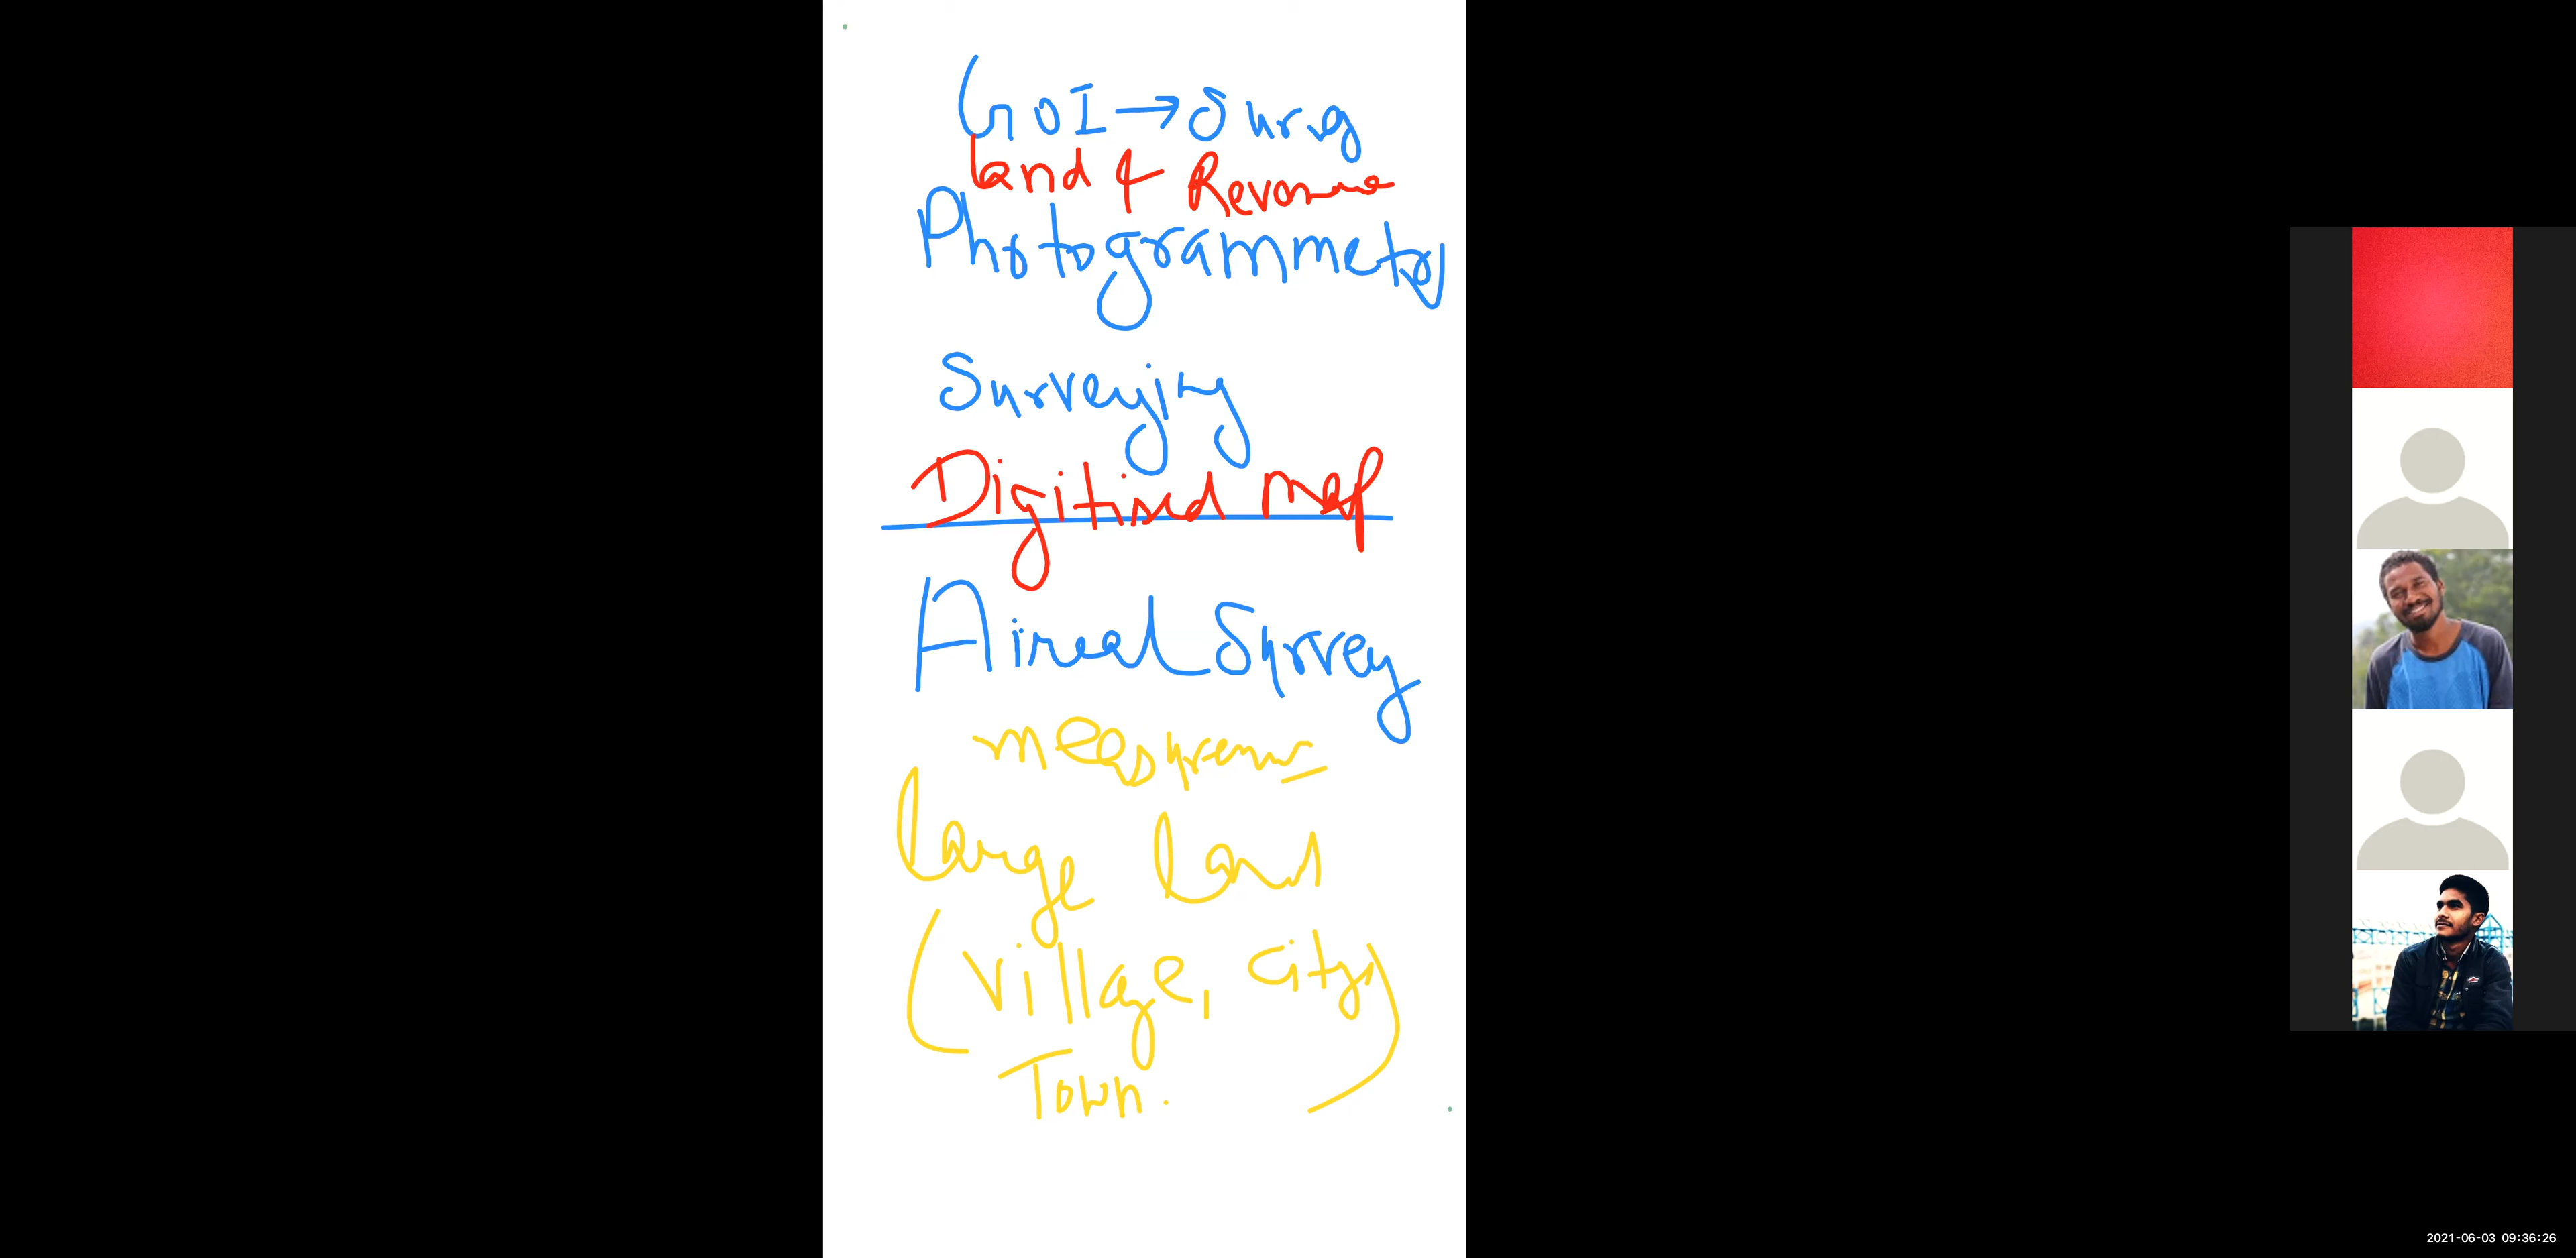 GoI → Survey
Land & Revenue
Photogrammetry
Surveying
Digitized Map
Aireal Survey
Large Land
(Village, City,
Town.)
2021-06-03 09:36:26